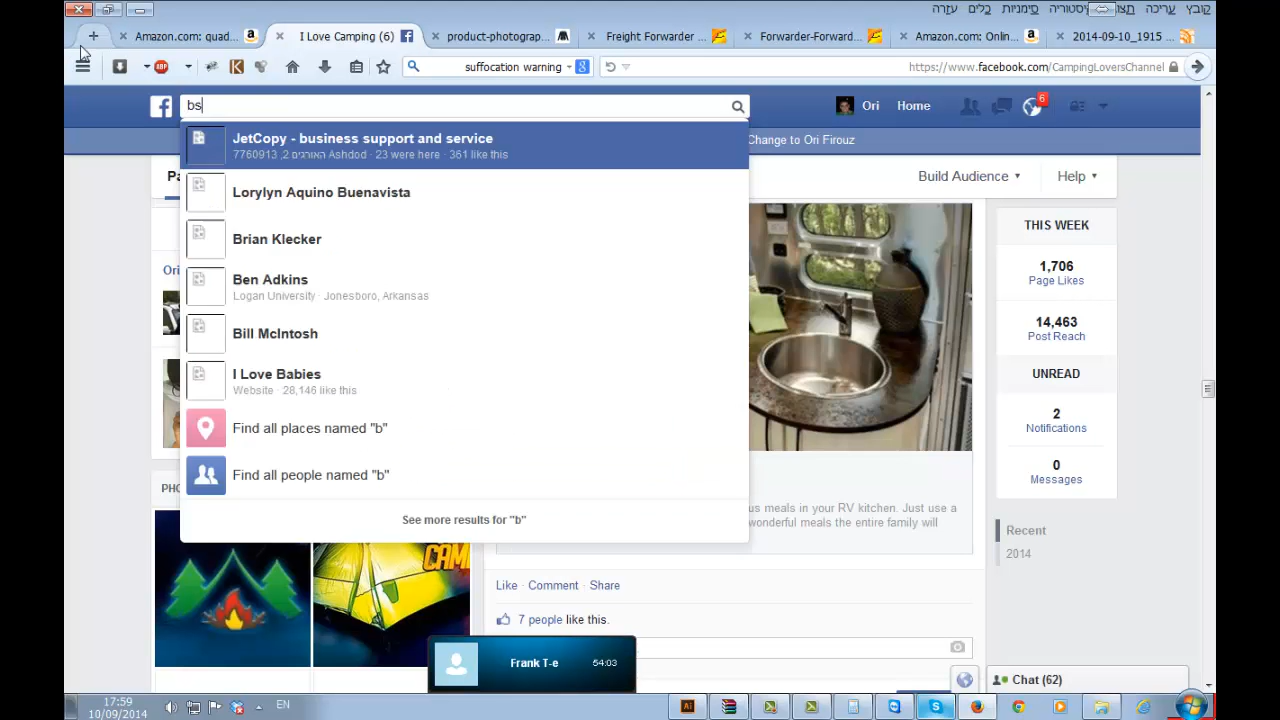 קובץ עריכה תצו יסטוריה סימניות כלים עזרה
Amazon.com: quad...
I Love Camping (6)
product-photograp...
Freight Forwarder ...
Forwarder-Forward...
Amazon.com: Onlin...
2014-09-10_1915 ...
ABP
K
suffocation warning
https://www.facebook.com/CampingLoversChannel
bs
Ori
Home
6
JetCopy - business support and service
האורגים 2, 7760913 Ashdod · 23 were here · 361 like this
Lorylyn Aquino Buenavista
Brian Klecker
Ben Adkins
Logan University · Jonesboro, Arkansas
Bill McIntosh
I Love Babies
Website · 28,146 like this
Find all places named "b"
Find all people named "b"
See more results for "b"
Change to Ori Firouz
Build Audience
Help
THIS WEEK
1,706
Page Likes
14,463
Post Reach
UNREAD
2
Notifications
0
Messages
Recent
2014
us meals in your RV kitchen. Just use a
wonderful meals the entire family will
Like · Comment · Share
7 people like this.
Frank T-e
54:03
Chat (62)
17:59
10/09/2014
EN